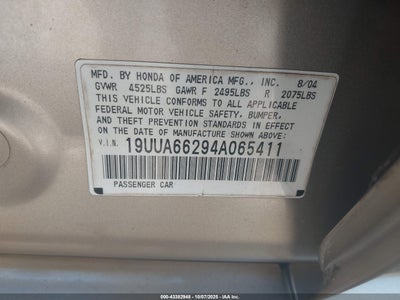 MFD. BY HONDA OF AMERICA MFG., INC. 8/04
GVWR 4525LBS GAWR F 2495LBS R 2075LBS
THIS VEHICLE CONFORMS TO ALL APPLICABLE
FEDERAL MOTOR VEHICLE SAFETY, BUMPER,
AND THEFT PREVENTION STANDARDS IN EFFECT
ON THE DATE OF MANUFACTURE SHOWN ABOVE.
V.I.N. 19UUA66294A065411
PASSENGER CAR
© 43382948 - 10/07/2025 - IAA, Inc.